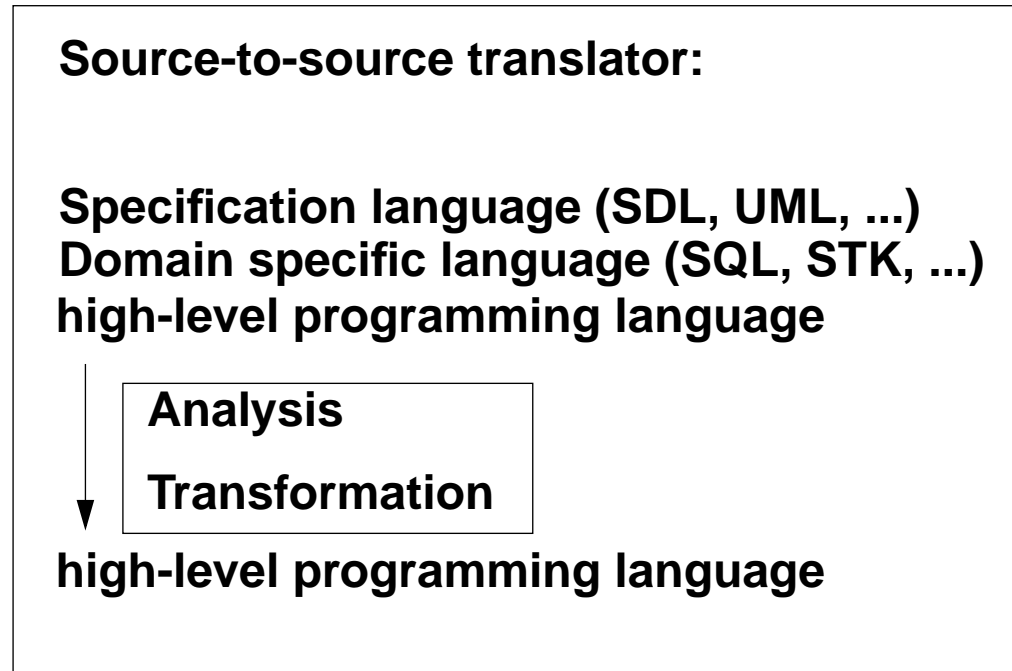 Source-to-source translator:
Specification language (SDL, UML, ...)
Domain specific language (SQL, STK, ...)
high-level programming language
Analysis
Transformation
high-level programming language